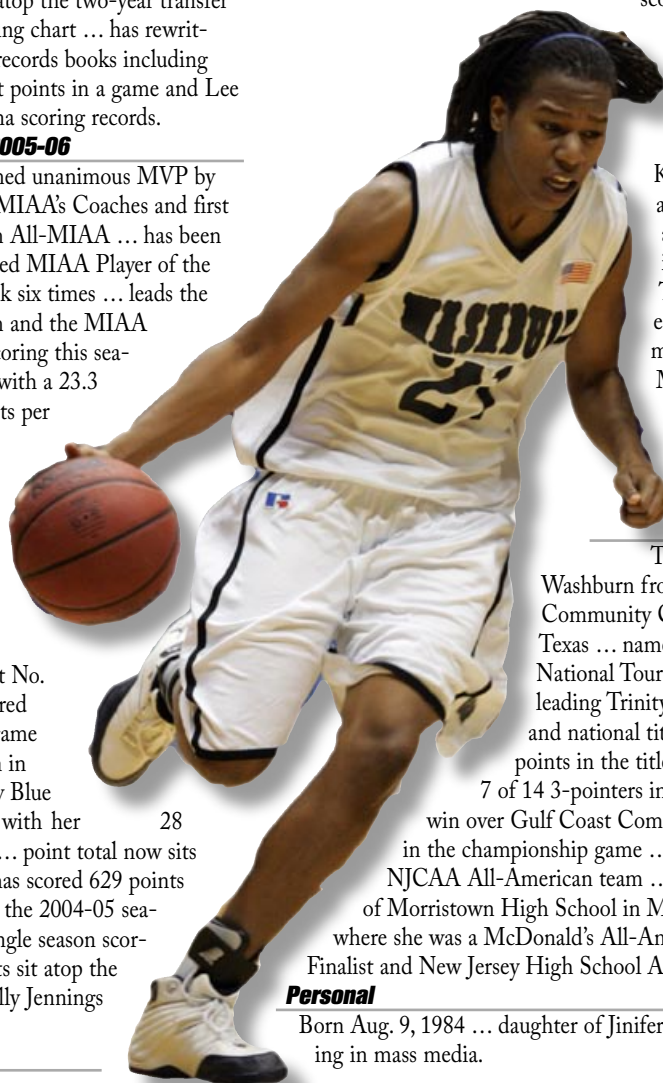 atop the two-year transfer
ing chart … has rewrit-
records books including
t points in a game and Lee
na scoring records.
005-06
ned unanimous MVP by
MIAA's Coaches and first
n All-MIAA … has been
ed MIAA Player of the
k six times … leads the
n and the MIAA
coring this sea-
with a 23.3
ts per
t No.
red
ame
n in
y Blue
with her 28
… point total now sits
has scored 629 points
the 2004-05 sea-
ngle season scor-
ts sit atop the
lly Jennings
WASHBU
21
sco
K
a
T
e
m
M
T
Washburn fro
Community C
Texas … name
National Tour
leading Trinity
and national tit
points in the title
7 of 14 3-pointers in
win over Gulf Coast Com
in the championship game …
NJCAA All-American team …
of Morristown High School in M
where she was a McDonald's All-Am
Finalist and New Jersey High School A
Personal
Born Aug. 9, 1984 … daughter of Jinifer
ing in mass media.